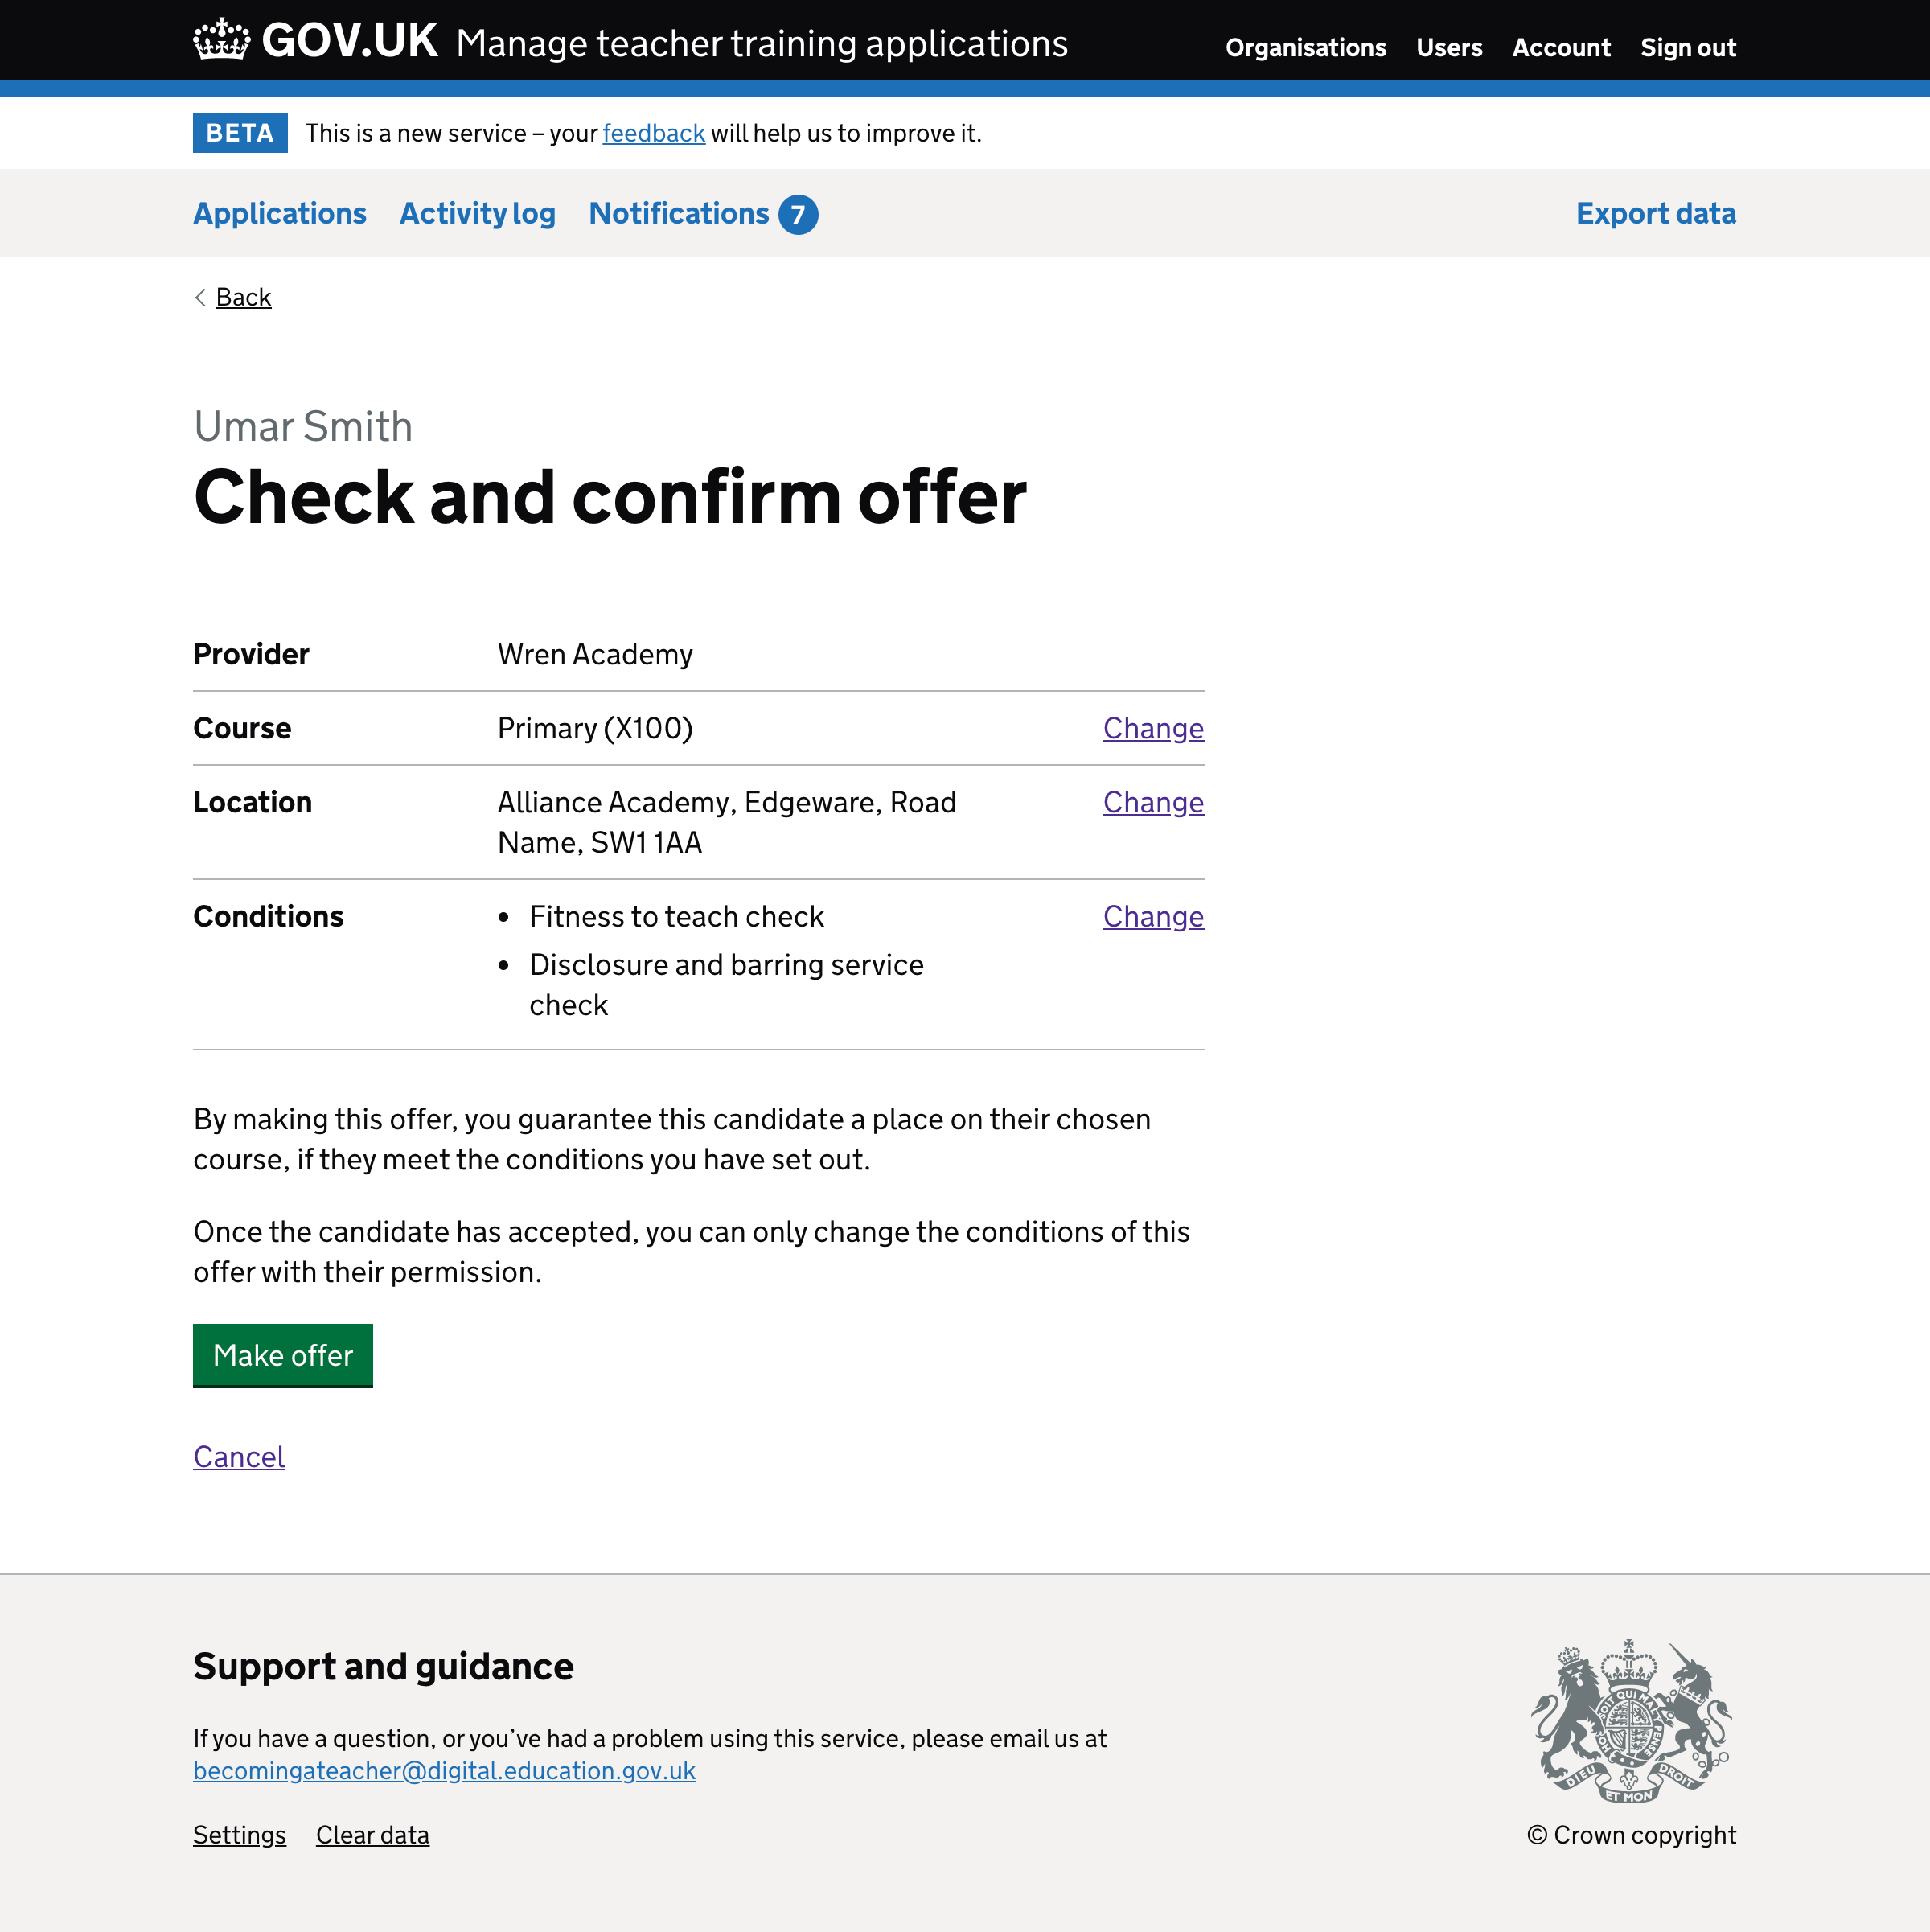 GOV.UK Manage teacher training applications
Organisations Users Account Sign out
BETA This is a new service – your feedback will help us to improve it.
Applications Activity log Notifications 7 Export data
Back
Umar Smith
Check and confirm offer
Provider Wren Academy
Course Primary (X100) Change
Location Alliance Academy, Edgeware, Road Change
Name, SW1 1AA
Conditions • Fitness to teach check Change
• Disclosure and barring service
check
By making this offer, you guarantee this candidate a place on their chosen
course, if they meet the conditions you have set out.
Once the candidate has accepted, you can only change the conditions of this
offer with their permission.
Make offer
Cancel
Support and guidance
If you have a question, or you’ve had a problem using this service, please email us at
becomingateacher@digital.education.gov.uk
Settings Clear data
DIEU ET MON DROIT
© Crown copyright